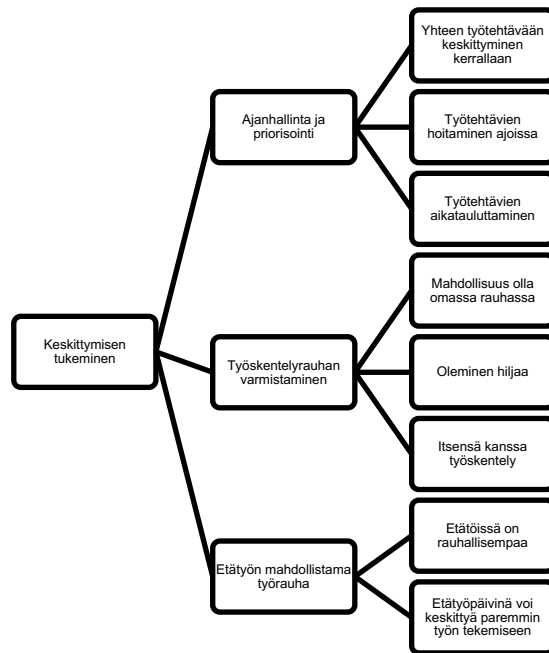 Keskittymisen
tukeminen
Ajanhallinta ja
priorisointi
Yhteen työtehtävään
keskittyminen
kerrallaan
Työtehtävien
hoitaminen ajoissa
Työtehtävien
aikatauluttaminen
Työskentelyrauhan
varmistaminen
Mahdollisuus olla
omassa rauhassa
Oleminen hiljaa
Itsensä kanssa
työskentely
Etätyön mahdollistama
työrauha
Etätöissä on
rauhallisempaa
Etätyöpäivinä voi
keskittyä paremmin
työn tekemiseen